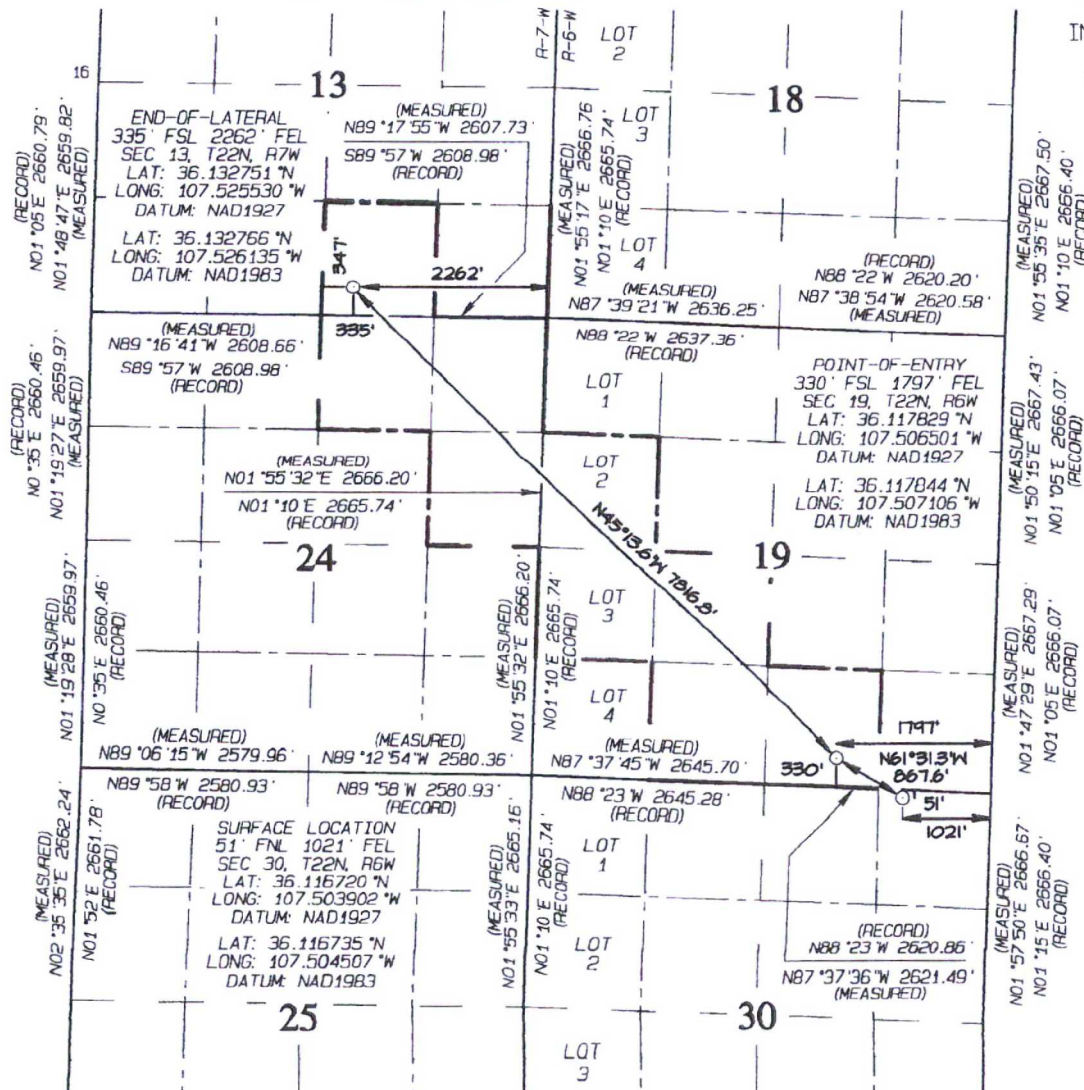 R-7-W
R-6-W
LOT
2
IN
16
13
18
(RECORD)
N01°05'E 2660.79'
N01°48'47"E 2659.82'
(MEASURED)
END-OF-LATERAL
335' FSL 2262' FEL
SEC 13, T22N, R7W
LAT: 36.132751°N
LONG: 107.525530°W
DATUM: NAD1927
LAT: 36.132766°N
LONG: 107.526135°W
DATUM: NAD1983
(MEASURED)
N89°17'55"W 2607.73'
S89°57'W 2608.98'
(RECORD)
(MEASURED)
N01°55'17"E 2666.76'
N01°10'E 2665.74'
(RECORD)
LOT
3
LOT
4
(MEASURED)
N01°55'35"E 2667.50'
N01°10'E 2666.40'
(RECORD)
347'
2262'
335'
(MEASURED)
N87°39'21"W 2636.25'
N88°22'W 2637.36'
(RECORD)
(RECORD)
N88°22'W 2620.20'
N87°38'54"W 2620.58'
(MEASURED)
(MEASURED)
N89°16'41"W 2608.66'
S89°57'W 2608.98'
(RECORD)
(RECORD)
N0°35'E 2660.46'
N01°19'27"E 2659.97'
(MEASURED)
LOT
1
LOT
2
POINT-OF-ENTRY
330' FSL 1797' FEL
SEC 19, T22N, R6W
LAT: 36.117829°N
LONG: 107.506501°W
DATUM: NAD1927
LAT: 36.117844°N
LONG: 107.507106°W
DATUM: NAD1983
(MEASURED)
N01°50'15"E 2667.43'
N01°05'E 2666.07'
(RECORD)
(MEASURED)
N01°55'32"E 2666.20'
N01°10'E 2665.74'
(RECORD)
N45°13.6'W 7816.8'
24
19
(MEASURED)
N01°19'28"E 2659.97'
N0°35'E 2660.46'
(RECORD)
(MEASURED)
N01°55'32"E 2666.20'
N01°10'E 2665.74'
(RECORD)
LOT
3
LOT
4
(MEASURED)
N01°47'29"E 2667.29'
N01°05'E 2666.07'
(RECORD)
1797'
N61°31.3'W
867.6'
330'
51'
1021'
(MEASURED)
N89°06'15"W 2579.96'
N89°58'W 2580.93'
(RECORD)
(MEASURED)
N89°12'54"W 2580.36'
N89°58'W 2580.93'
(RECORD)
(MEASURED)
N87°37'45"W 2645.70'
N88°23'W 2645.28'
(RECORD)
(MEASURED)
N02°35'35"E 2662.24'
N01°52'E 2661.78'
(RECORD)
SURFACE LOCATION
51' FNL 1021' FEL
SEC 30, T22N, R6W
LAT: 36.116720°N
LONG: 107.503902°W
DATUM: NAD1927
LAT: 36.116735°N
LONG: 107.504507°W
DATUM: NAD1983
(MEASURED)
N01°55'33"E 2665.16'
N01°10'E 2665.74'
(RECORD)
LOT
1
LOT
2
LOT
3
(RECORD)
N88°23'W 2620.86'
N87°37'36"W 2621.49'
(MEASURED)
(MEASURED)
N01°57'50"E 2666.67'
N01°15'E 2666.40'
(RECORD)
25
30